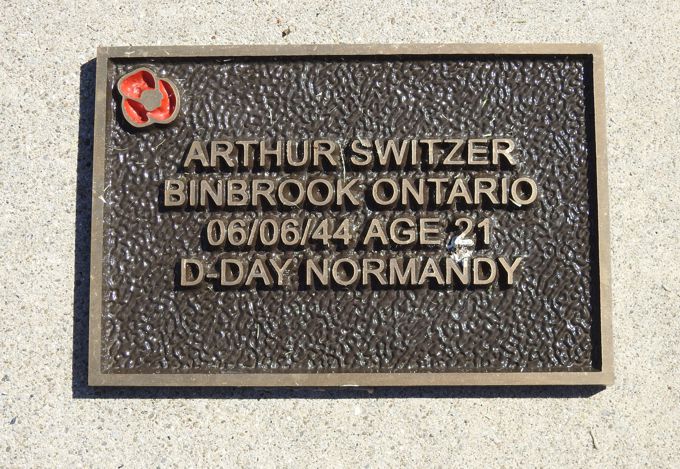 ARTHUR SWITZER
BINBROOK ONTARIO
06/06/44 AGE 21
D-DAY NORMANDY